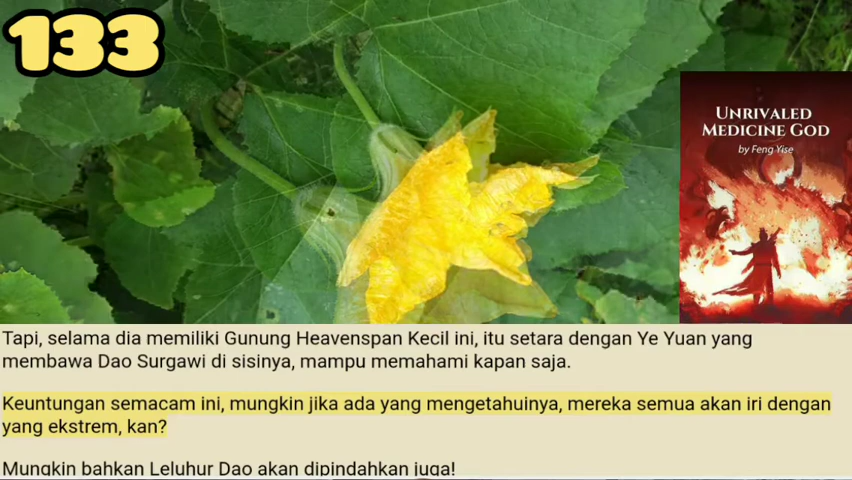 133
UNRIVALED
MEDICINE GOD
by Feng Yise
Tapi, selama dia memiliki Gunung Heavenspan Kecil ini, itu setara dengan Ye Yuan yang
membawa Dao Surgawi di sisinya, mampu memahami kapan saja.
Keuntungan semacam ini, mungkin jika ada yang mengetahuinya, mereka semua akan iri dengan
yang ekstrem, kan?
Mungkin bahkan Leluhur Dao akan dipindahkan juga!